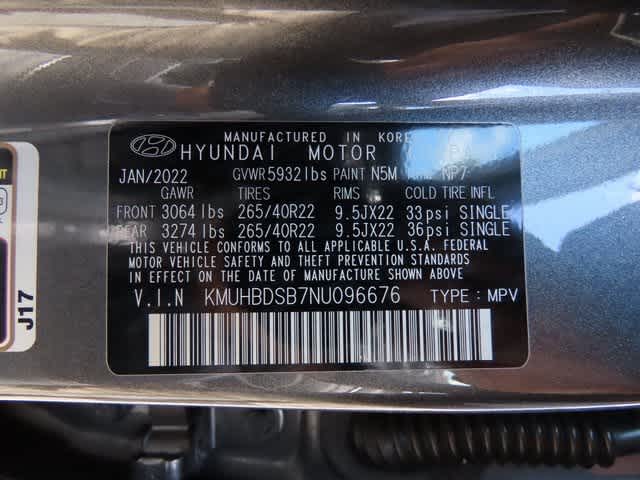 MANUFACTURED IN KOREA
HYUNDAI MOTOR
JAN/2022 GVWR 5932 lbs PAINT N5M NP7
GAWR TIRES RIMS COLD TIRE INFL
FRONT 3064 lbs 265/40R22 9.5JX22 33psi SINGLE
REAR 3274 lbs 265/40R22 9.5JX22 36psi SINGLE
THIS VEHICLE CONFORMS TO ALL APPLICABLE U.S.A. FEDERAL
MOTOR VEHICLE SAFETY AND THEFT PREVENTION STANDARDS
IN EFFECT ON THE DATE OF MANUFACTURE SHOWN ABOVE
V.I.N KMUHBDSB7NU096676 TYPE : MPV
J17